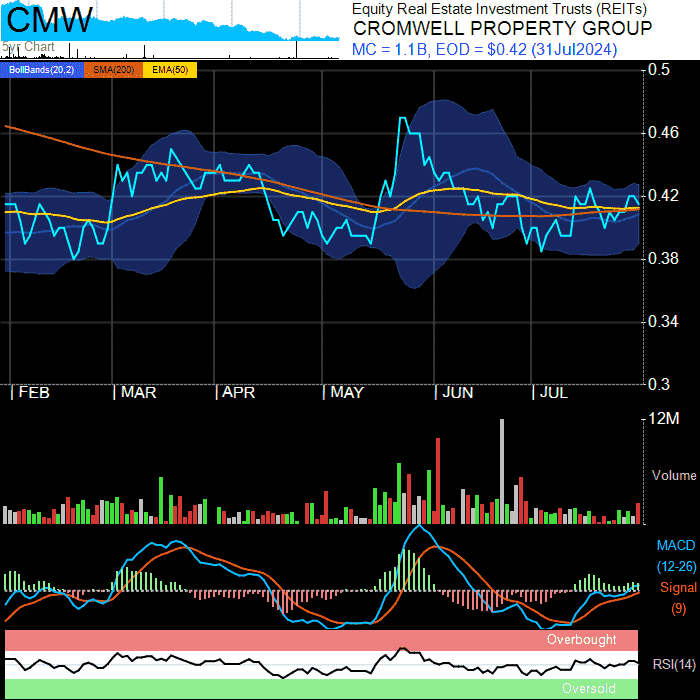 CMW
5yr Chart
Equity Real Estate Investment Trusts (REITs)
CROMWELL PROPERTY GROUP
MC = 1.1B, EOD = $0.42 (31Jul2024)
BollBands(20,2) SMA(200) EMA(50)
0.5
0.46
0.42
0.38
0.34
0.3
FEB MAR APR MAY JUN JUL
12M
Volume
MACD
(12-26)
Signal
(9)
Overbought
RSI(14)
Oversold